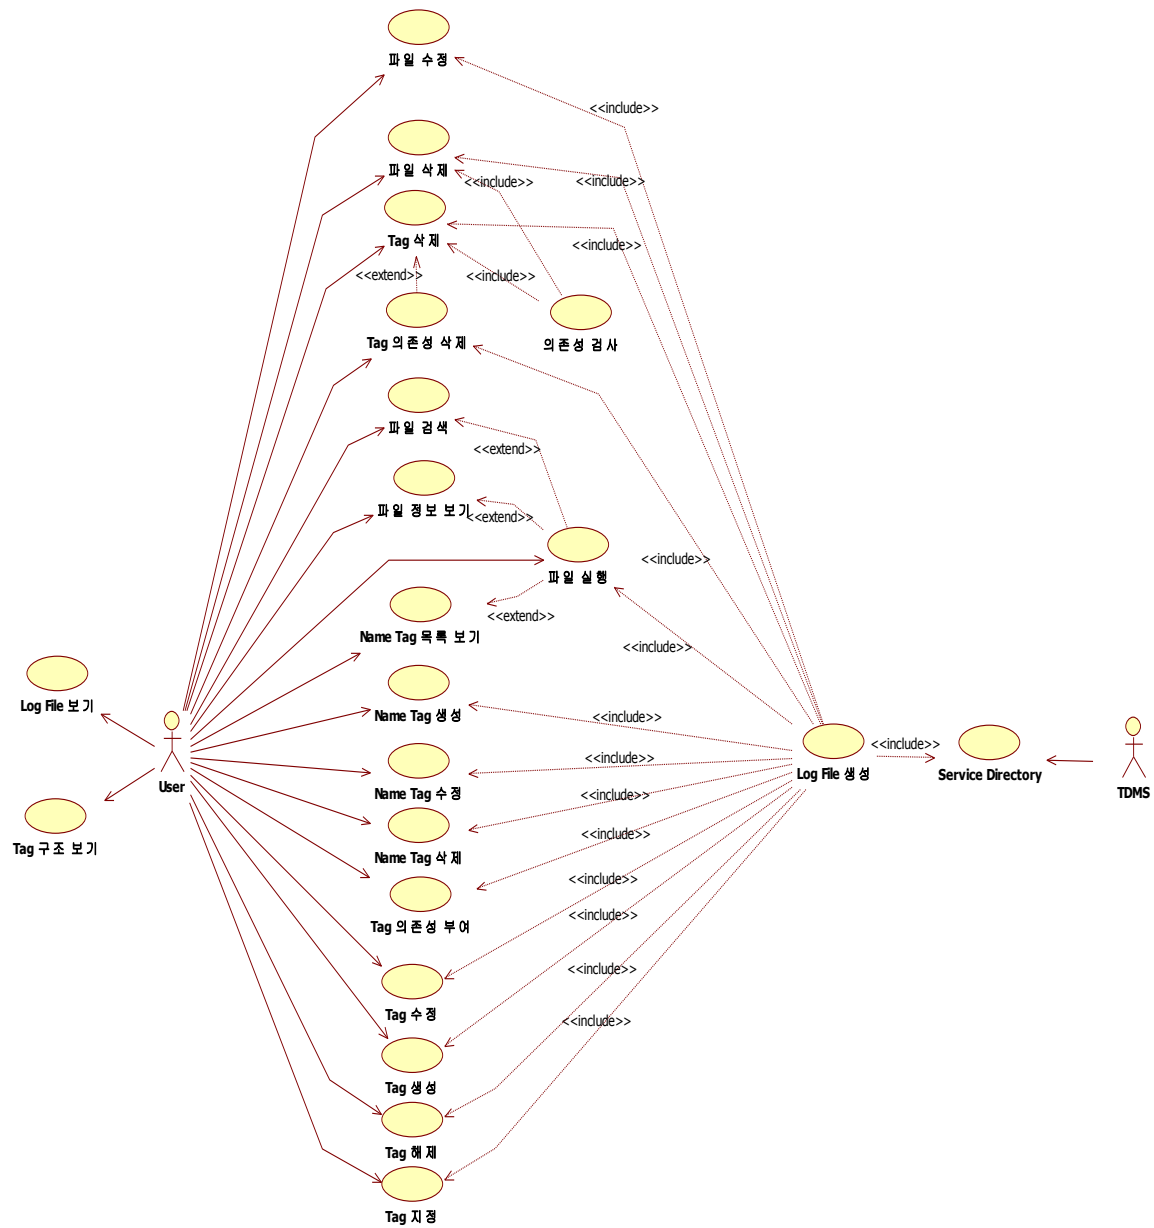 파일 수정
<<include>>
파일 삭제
<<include>>
<<include>>
Tag 삭제
<<include>>
<<extend>>
<<include>>
Tag 의존성 삭제
의존성 검사
파일 검색
<<extend>>
파일 정보 보기
<<extend>>
<<include>>
파일 실행
<<extend>>
Name Tag 목록 보기
<<include>>
Log File 보기
Name Tag 생성
<<include>>
User
<<include>>
Log File 생성
<<include>>
Service Directory
TDMS
Name Tag 수정
<<include>>
Name Tag 삭제
<<include>>
Tag 구조 보기
<<include>>
Tag 의존성 부여
<<include>>
<<include>>
Tag 수정
<<include>>
Tag 생성
Tag 해제
Tag 지정